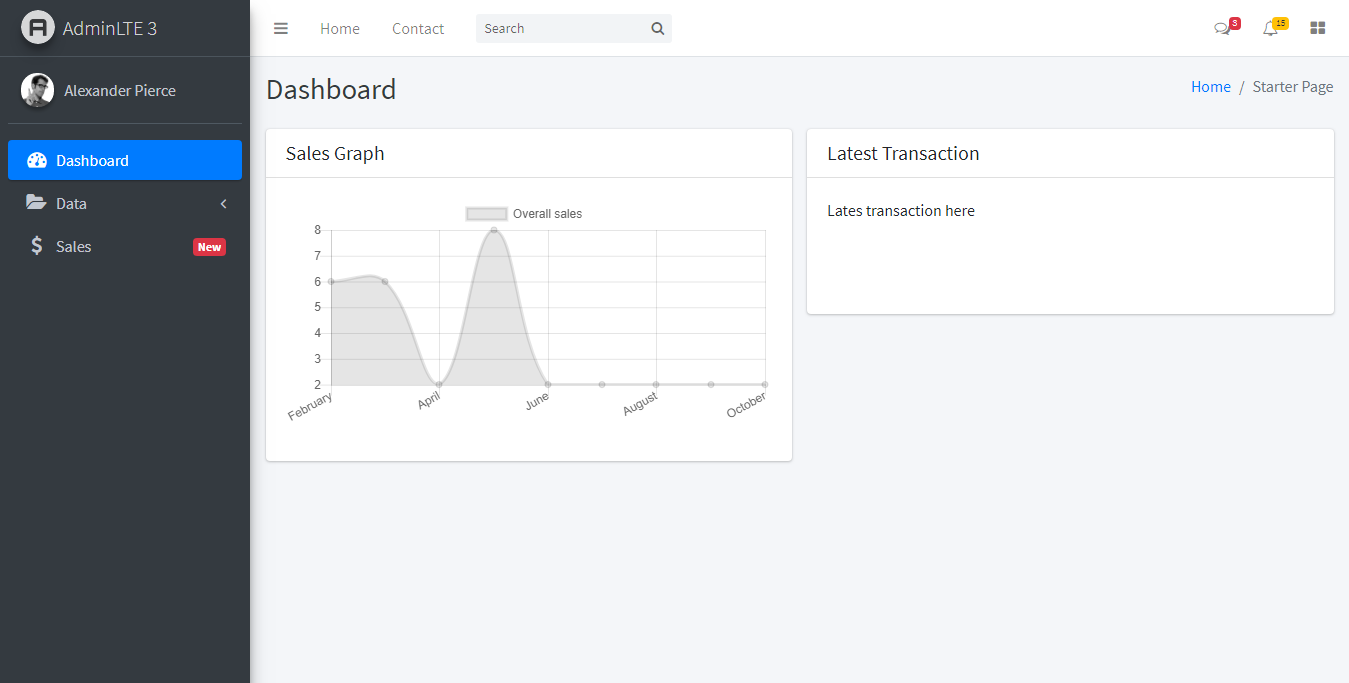 AdminLTE 3
Alexander Pierce
Dashboard
Data
Sales New
Home Contact Search 3 15
Dashboard
Home / Starter Page
Sales Graph
Overall sales
8
7
6
5
4
3
2
February April June August October
Latest Transaction
Lates transaction here